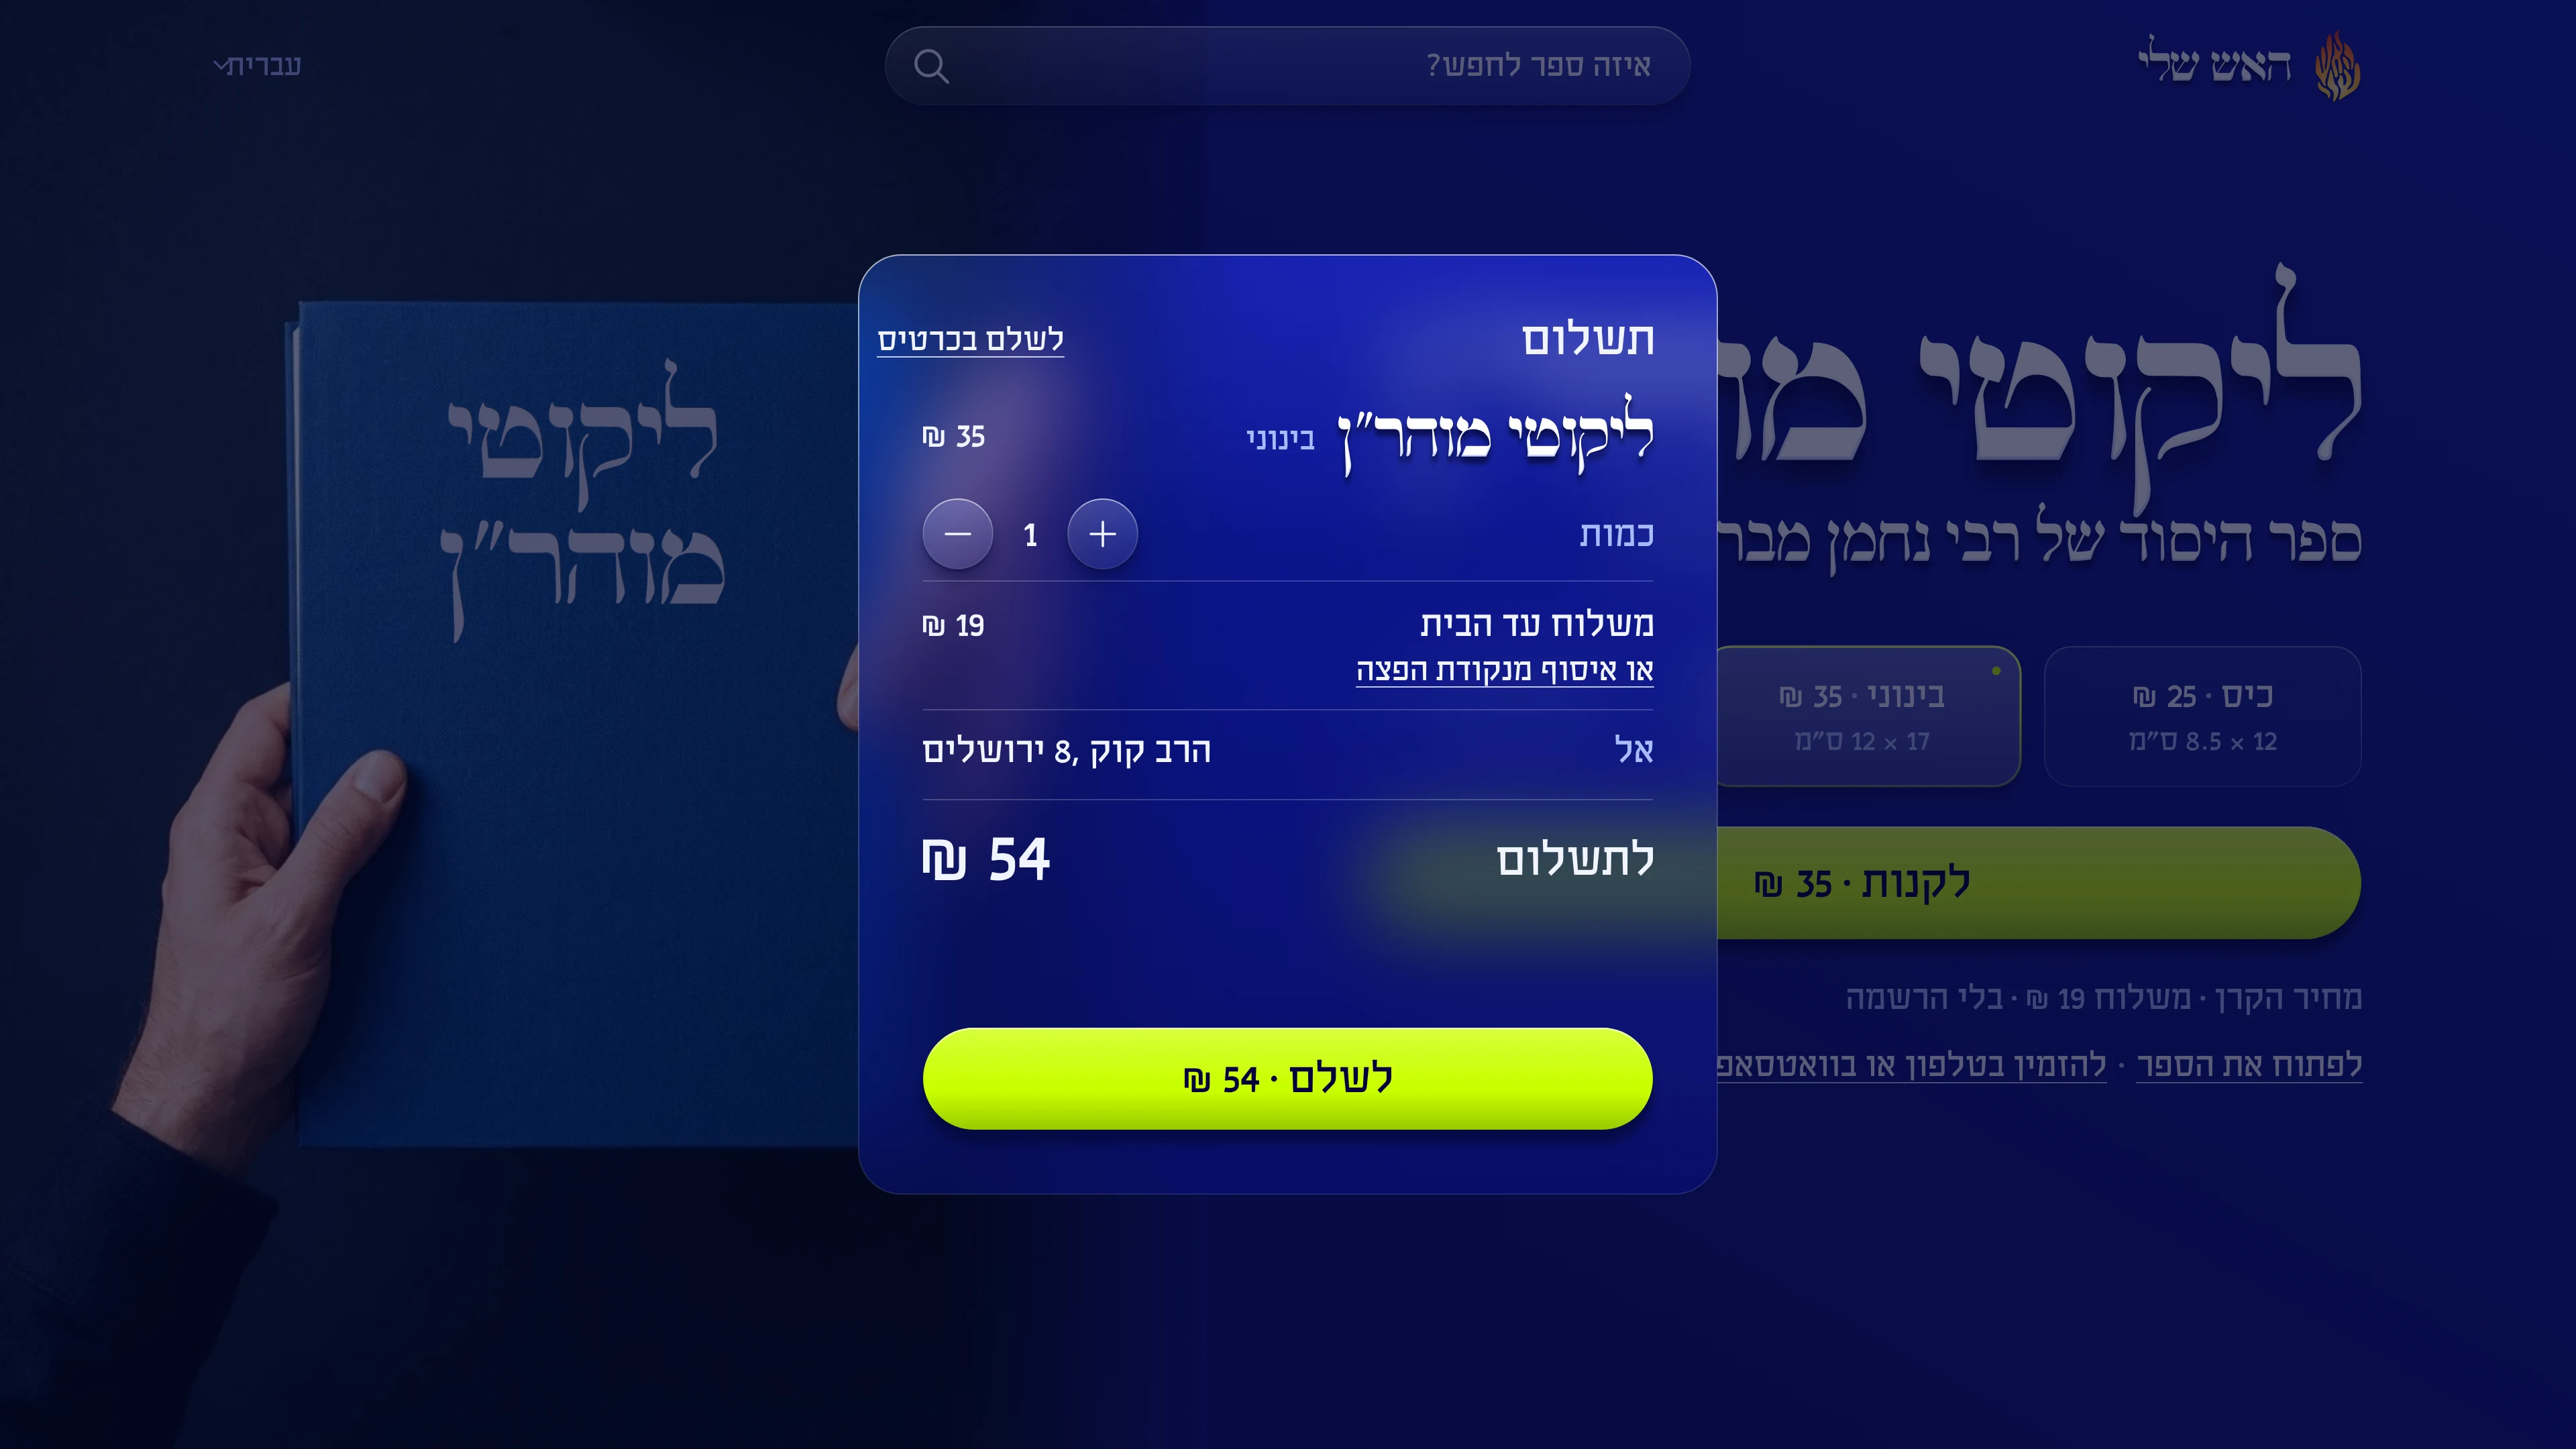 האש שלי
איזה ספר לחפש?
עברית
ליקוטי
ספר היסוד של רבי נחמן
כיס · 25 ₪
12 × 8.5 ס״מ
בינוני · 35 ₪
17 × 12 ס״מ
לקנות · 35 ₪
מחיר הקרן · משלוח 19 ₪ · בלי הרשמה
לפתוח את הספר · להזמין בטלפון או בוואטסאפ
תשלום
לשלם בכרטיס
ליקוטי מוהר״ן בינוני
35 ₪
כמות
+ 1 −
משלוח עד הבית
19 ₪
או איסוף מנקודת הפצה
אל
הרב קוק ,8 ירושלים
לתשלום
54 ₪
לשלם · 54 ₪
ליקוטי
מוהר״ן